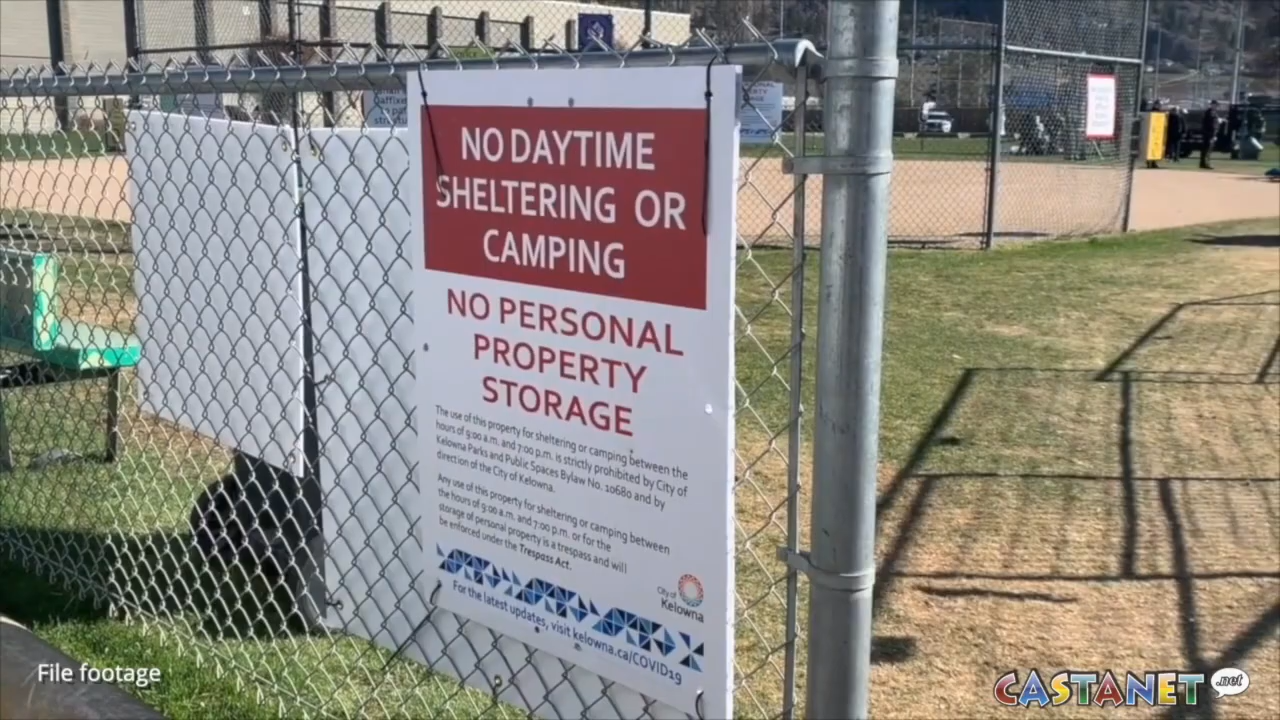 NO DAYTIME
SHELTERING OR
CAMPING
NO PERSONAL
PROPERTY
STORAGE
The use of this property for sheltering or camping between the
hours of 9:00 a.m. and 7:00 p.m. is strictly prohibited by City of
Kelowna Parks and Public Spaces Bylaw No. 10680 and by
direction of the City of Kelowna.
Any use of this property for sheltering or camping between
the hours of 9:00 a.m. and 7:00 p.m. or for the
storage of personal property is a trespass and will
be enforced under the Trespass Act.
City of
Kelowna
For the latest updates, visit kelowna.ca/COVID19
File footage
CASTANET.net